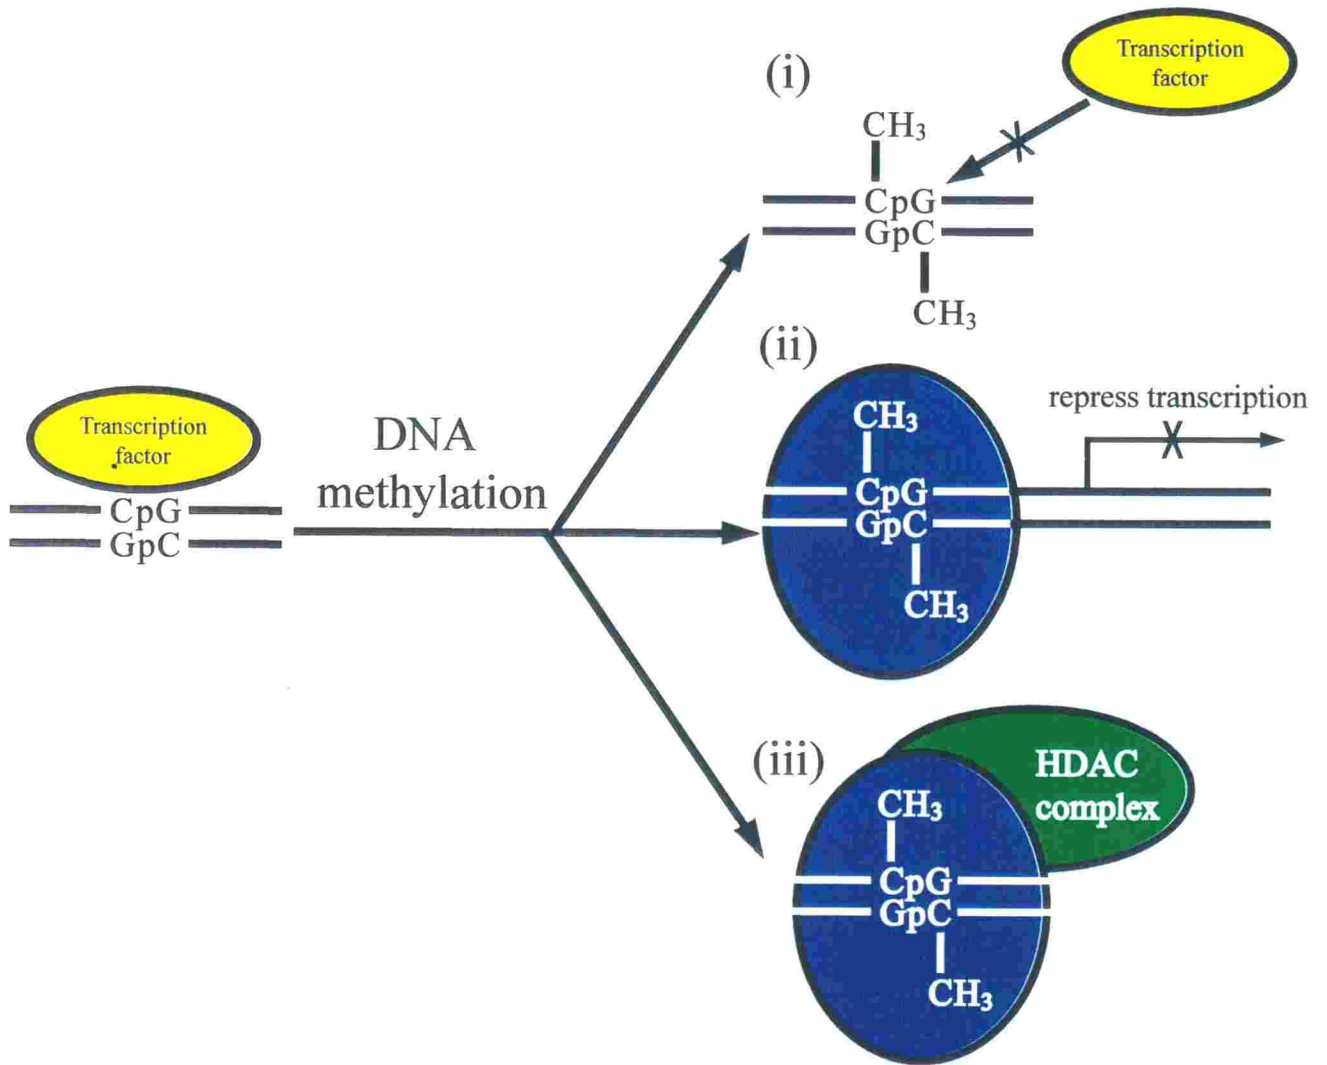 Transcription
factor
CpG
GpC
DNA
methylation
(i)
Transcription
factor
CH₃
CpG
GpC
CH₃
(ii)
CH₃
CpG
GpC
CH₃
repress transcription
(iii)
HDAC
complex
CH₃
CpG
GpC
CH₃